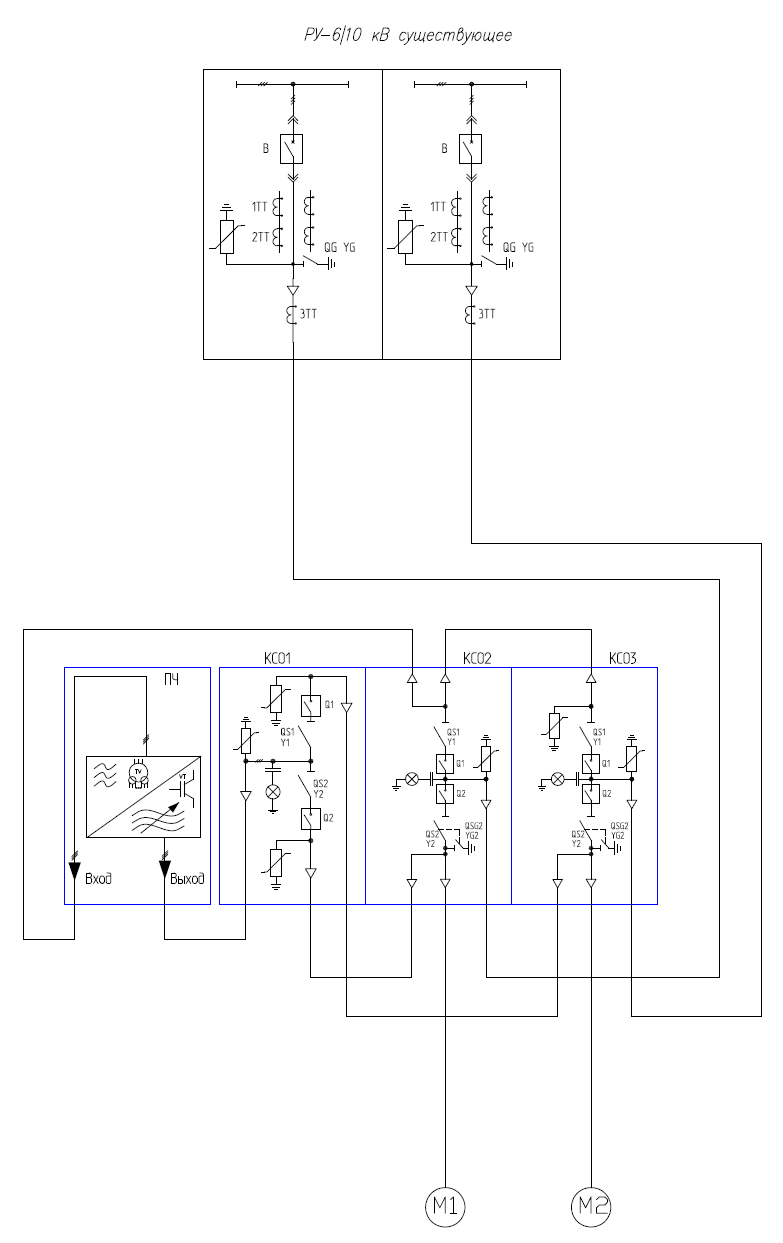 РУ-6/10 кВ существующее
В
В
1ТТ
1ТТ
2ТТ
2ТТ
QG YG
QG YG
3ТТ
3ТТ
КСО1
КСО2
КСО3
ПЧ
Q1
QS1
Y1
QS1
Y1
QS1
Y1
TV
VT
Q1
Q1
QS2
Y2
Q2
Q2
Q2
QS2
Y2
QSG2
YG2
QS2
Y2
QSG2
YG2
Вход
Выход
М1
М2